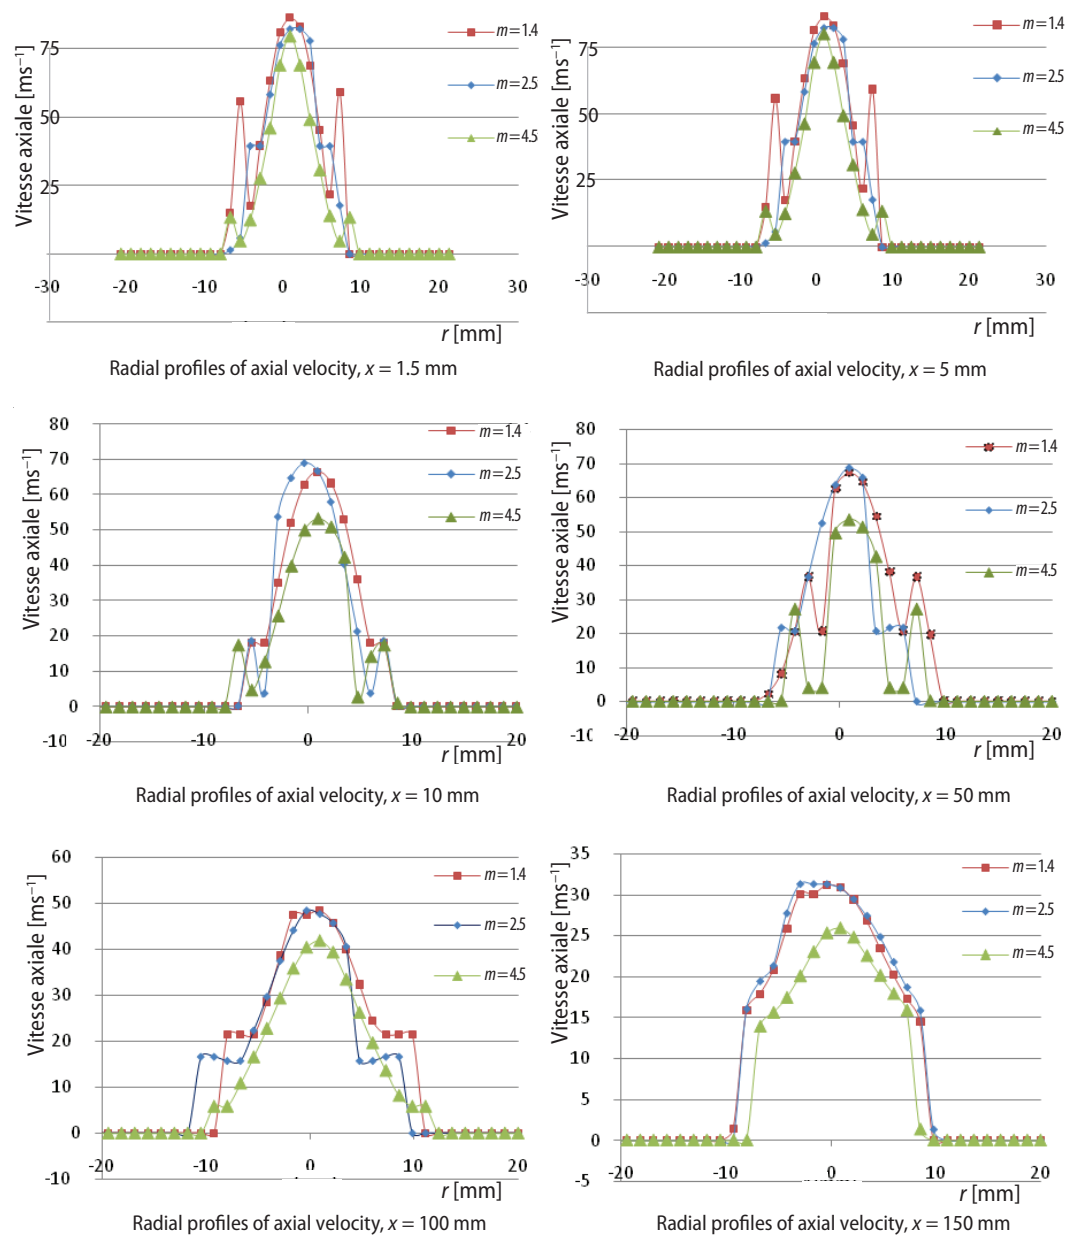 Vitesse axiale [ms⁻¹]
75
50
25
-30 -20 -10 0 10 20 30
r [mm]
m=1.4
m=2.5
m=4.5
Radial profiles of axial velocity, x = 1.5 mm
Vitesse axiale [ms⁻¹]
75
50
25
-30 -20 -10 0 10 20 30
r [mm]
m=1.4
m=2.5
m=4.5
Radial profiles of axial velocity, x = 5 mm
Vitesse axiale [ms⁻¹]
80
70
60
50
40
30
20
10
0
-10
-20 -10 0 10 20
r [mm]
m=1.4
m=2.5
m=4.5
Radial profiles of axial velocity, x = 10 mm
Vitesse axiale [ms⁻¹]
80
70
60
50
40
30
20
10
0
-10
-20 -10 0 10 20
r [mm]
m=1.4
m=2.5
m=4.5
Radial profiles of axial velocity, x = 50 mm
Vitesse axiale [ms⁻¹]
60
50
40
30
20
10
0
-10
-20 -10 0 10 20
r [mm]
m=1.4
m=2.5
m=4.5
Radial profiles of axial velocity, x = 100 mm
Vitesse axiale [ms⁻¹]
35
30
25
20
15
10
5
0
-5
-20 -10 0 10 20
r [mm]
m=1.4
m=2.5
m=4.5
Radial profiles of axial velocity, x = 150 mm